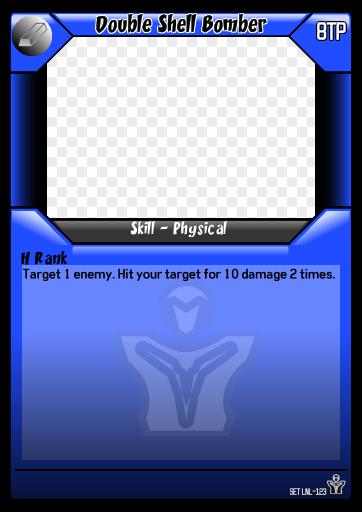 Double Shell Bomber
8TP
Skill - Physical
H Rank
Target 1 enemy. Hit your target for 10 damage 2 times.
SET LNL-123